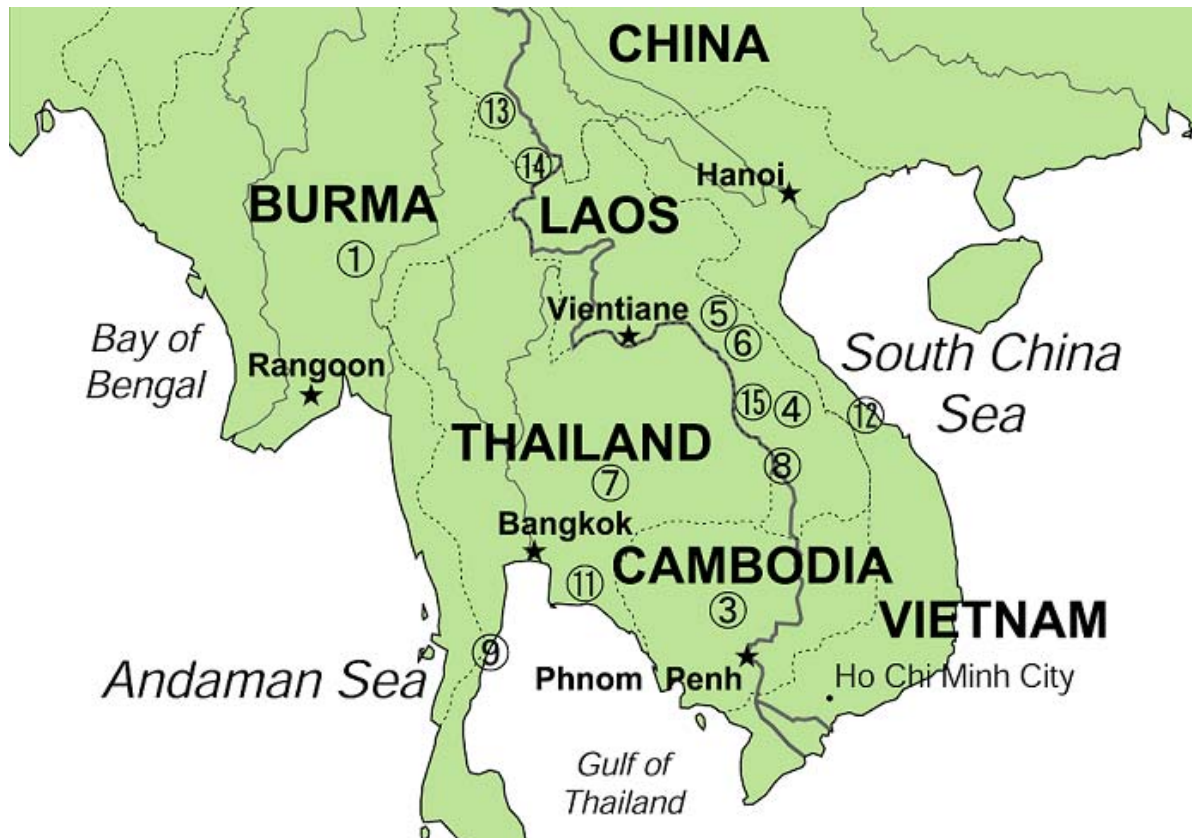 CHINA
⑬
⑭
Hanoi
BURMA
LAOS
①
Vientiane
⑤
⑥
Bay of
Bengal
Rangoon
South China
Sea
⑮
④
⑫
THAILAND
⑧
⑦
Bangkok
CAMBODIA
⑪
③
VIETNAM
⑨
Andaman Sea
Phnom Penh
Ho Chi Minh City
Gulf of
Thailand